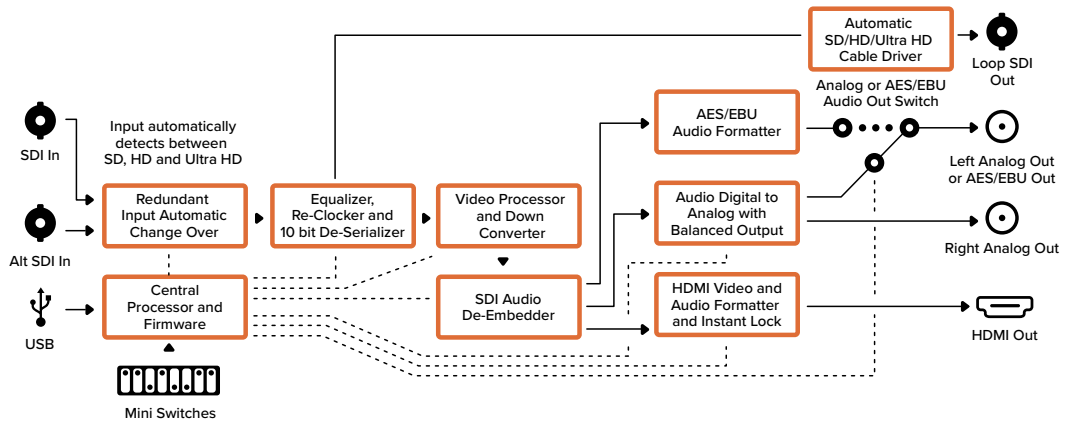 Automatic
SD/HD/Ultra HD
Cable Driver
Loop SDI
Out
Analog or AES/EBU
Audio Out Switch
SDI In
Input automatically
detects between
SD, HD and Ultra HD
AES/EBU
Audio Formatter
Left Analog Out
or AES/EBU Out
Alt SDI In
Redundant
Input Automatic
Change Over
Equalizer,
Re-Clocker and
10 bit De-Serializer
Video Processor
and Down
Converter
Audio Digital to
Analog with
Balanced Output
Right Analog Out
USB
Central
Processor and
Firmware
SDI Audio
De-Embedder
HDMI Video and
Audio Formatter
and Instant Lock
HDMI Out
Mini Switches